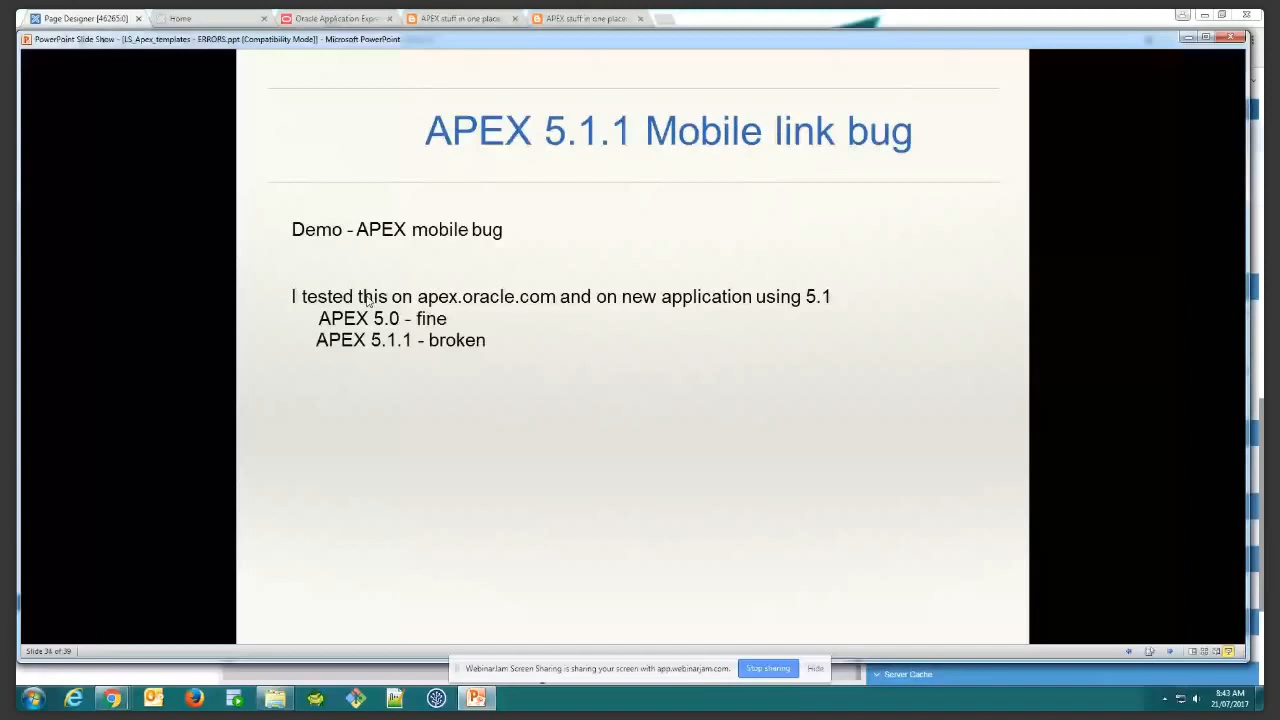 Page Designer [46265:0]
Home
Oracle Application Expr
APEX stuff in one place
APEX stuff in one place
PowerPoint Slide Show - [LS_Apex_templates - ERRORS.ppt [Compatibility Mode]] - Microsoft PowerPoint
APEX 5.1.1 Mobile link bug
Demo - APEX mobile bug
I tested this on apex.oracle.com and on new application using 5.1
APEX 5.0 - fine
APEX 5.1.1 - broken
Slide 34 of 39
WebinarJam Screen Sharing is sharing your screen with app.webinarjam.com.
Stop sharing
Hide
Server Cache
8:43 AM
21/07/2017